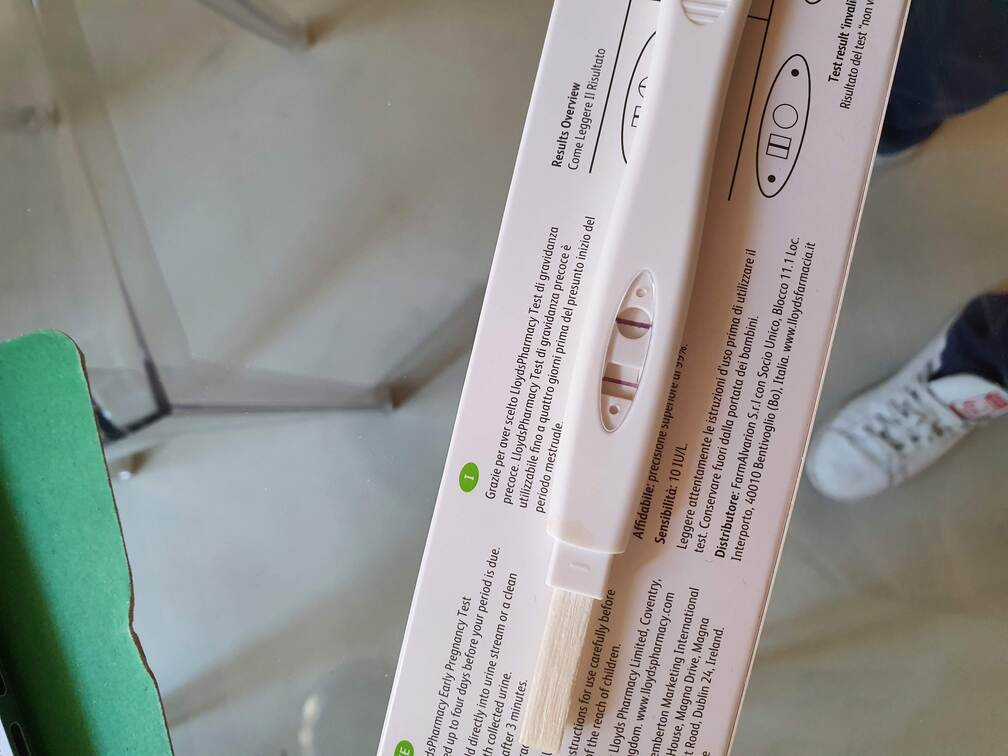 E
dsPharmacy Early Pregnancy Test
ed up to four days before your period is due.
ld directly into urine stream or a clean
th collected urine.
after 3 minutes.
rac
nstructions for use carefully before
of the reach of children.
Lloyds Pharmacy Limited, Coventry,
gdom. www.lloydspharmacy.com
emberton Marketing International
House, Magna Drive, Magna
t Road, Dublin 24, Ireland.
e
I
Grazie per aver scelto LloydsPharmacy Test di gravidanza
precoce. LloydsPharmacy Test di gravidanza precoce è
utilizzabile fino a quattro giorni prima del presunto inizio del
periodo mestruale.
Affidabile: precisione superiore al 99%.
Sensibilità: 10 IU/L
Leggere attentamente le istruzioni d'uso prima di utilizzare il
test. Conservare fuori dalla portata dei bambini.
Distributore: FarmAlvarion S.r.l con Socio Unico, Blocco 11.1 Loc.
Interporto, 40010 Bentivoglio (Bo), Italia. www.lloydsfarmacia.it
Results Overview
Come Leggere Il Risultato
Test result 'invali
Risultato del test "non v